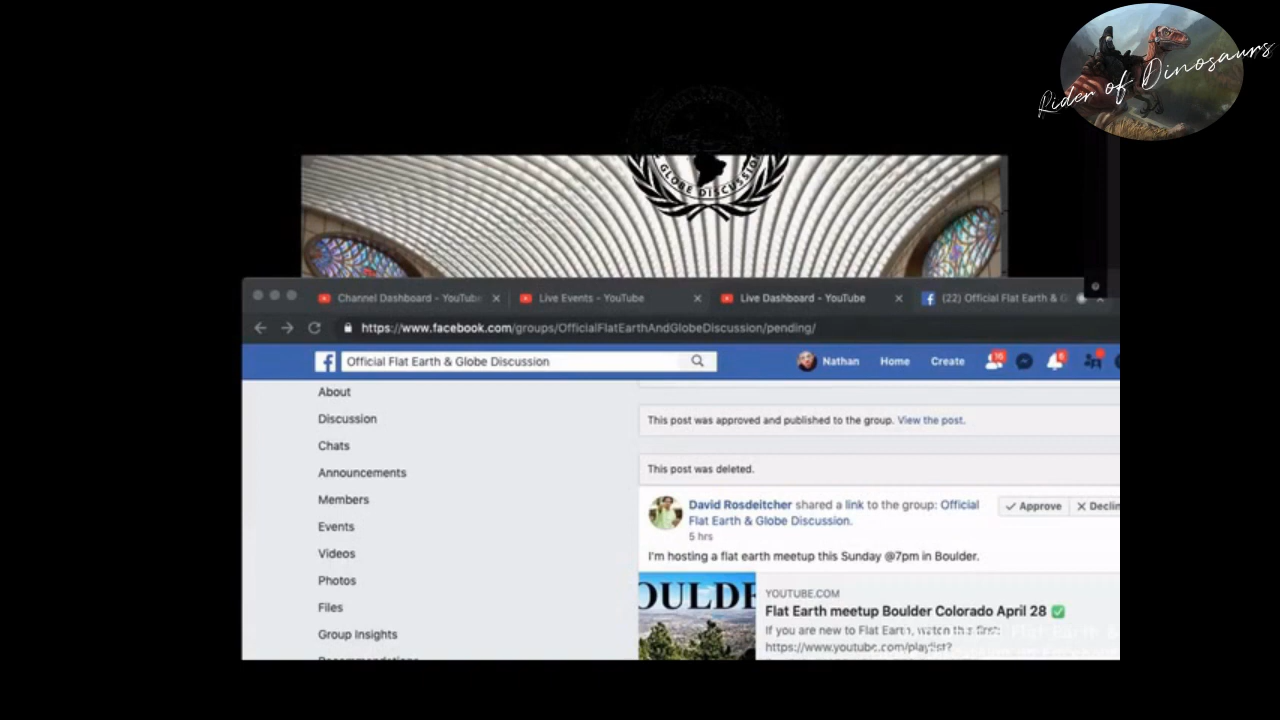 Rider of Dinosaurs
GLOBE DISCUSSION
Channel Dashboard - YouTube
Live Events - YouTube
Live Dashboard - YouTube
(22) Official Flat Earth & G
https://www.facebook.com/groups/OfficialFlatEarthAndGlobeDiscussion/pending/
Official Flat Earth & Globe Discussion
Nathan Home Create 16 6
About
Discussion
Chats
Announcements
Members
Events
Videos
Photos
Files
Group Insights
Recommendations
This post was approved and published to the group. View the post.
This post was deleted.
David Rosdeitcher shared a link to the group: Official
Flat Earth & Globe Discussion.
5 hrs
Approve Declin
I'm hosting a flat earth meetup this Sunday @7pm in Boulder.
OULDE
YOUTUBE.COM
Flat Earth meetup Boulder Colorado April 28 ✅
If you are new to Flat Earth, watch this first:
https://www.youtube.com/playlist?